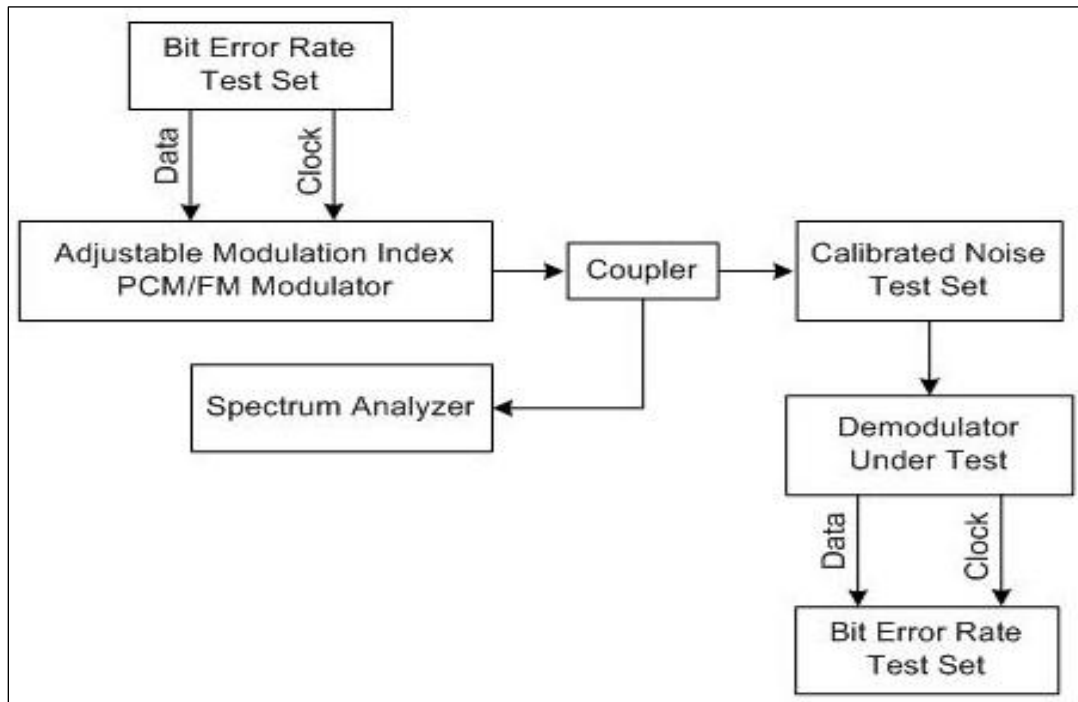 Bit Error Rate
Test Set
Data
Clock
Adjustable Modulation Index
PCM/FM Modulator
Coupler
Calibrated Noise
Test Set
Spectrum Analyzer
Demodulator
Under Test
Data
Clock
Bit Error Rate
Test Set